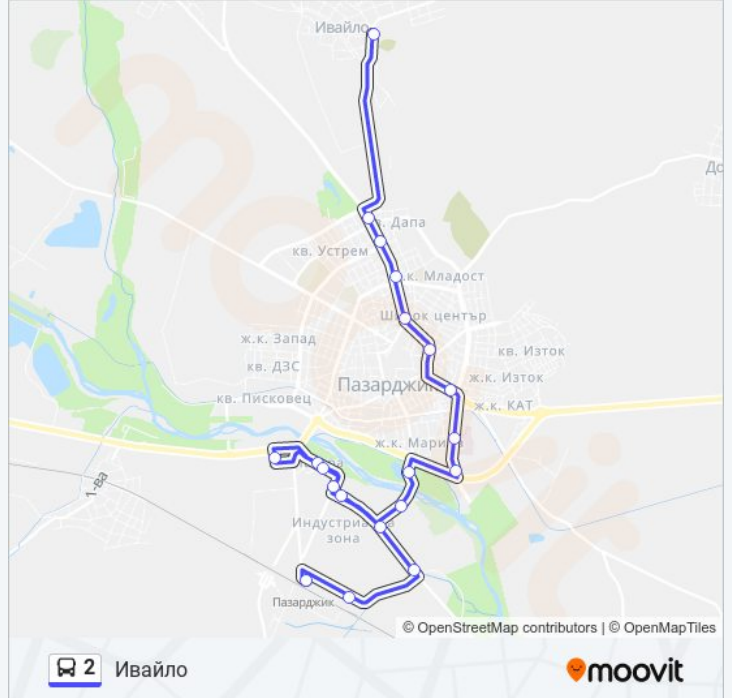 Ивайло
До
Дапа
кв. Устрем
ж.к. Младост
Широк център
ж.к. Запад
кв. Изток
кв. ДЗС
ж.к. Изток
Пазарджик
кв. Писковец
ж.к. КАТ
ж.к. Марица
1-ва
Индустриална
зона
Пазарджик
© OpenStreetMap contributors | © OpenMapTiles
2 Ивайло
moovit